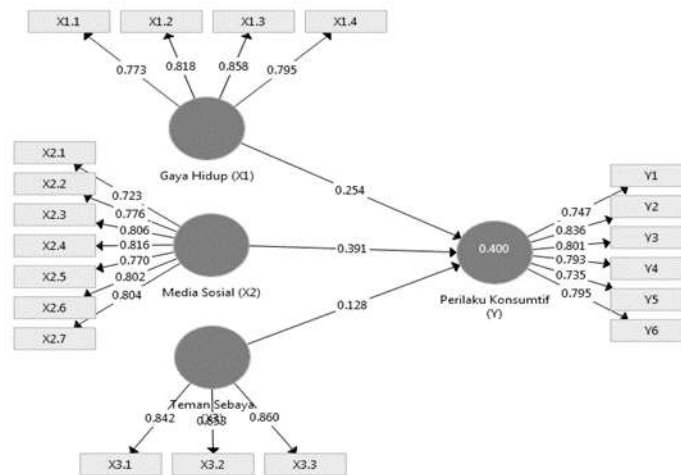 X1.1
X1.2
X1.3
X1.4
0.773
0.818
0.858
0.795
Gaya Hidup (X1)
X2.1
X2.2
X2.3
X2.4
X2.5
X2.6
X2.7
0.723
0.776
0.806
0.816
0.770
0.802
0.804
Media Sosial (X2)
0.254
0.391
0.128
0.400
Perilaku Konsumtif
(Y)
0.747
0.836
0.801
0.793
0.735
0.795
Y1
Y2
Y3
Y4
Y5
Y6
Teman Sebaya
0.842
0.860
X3.1
X3.2
X3.3